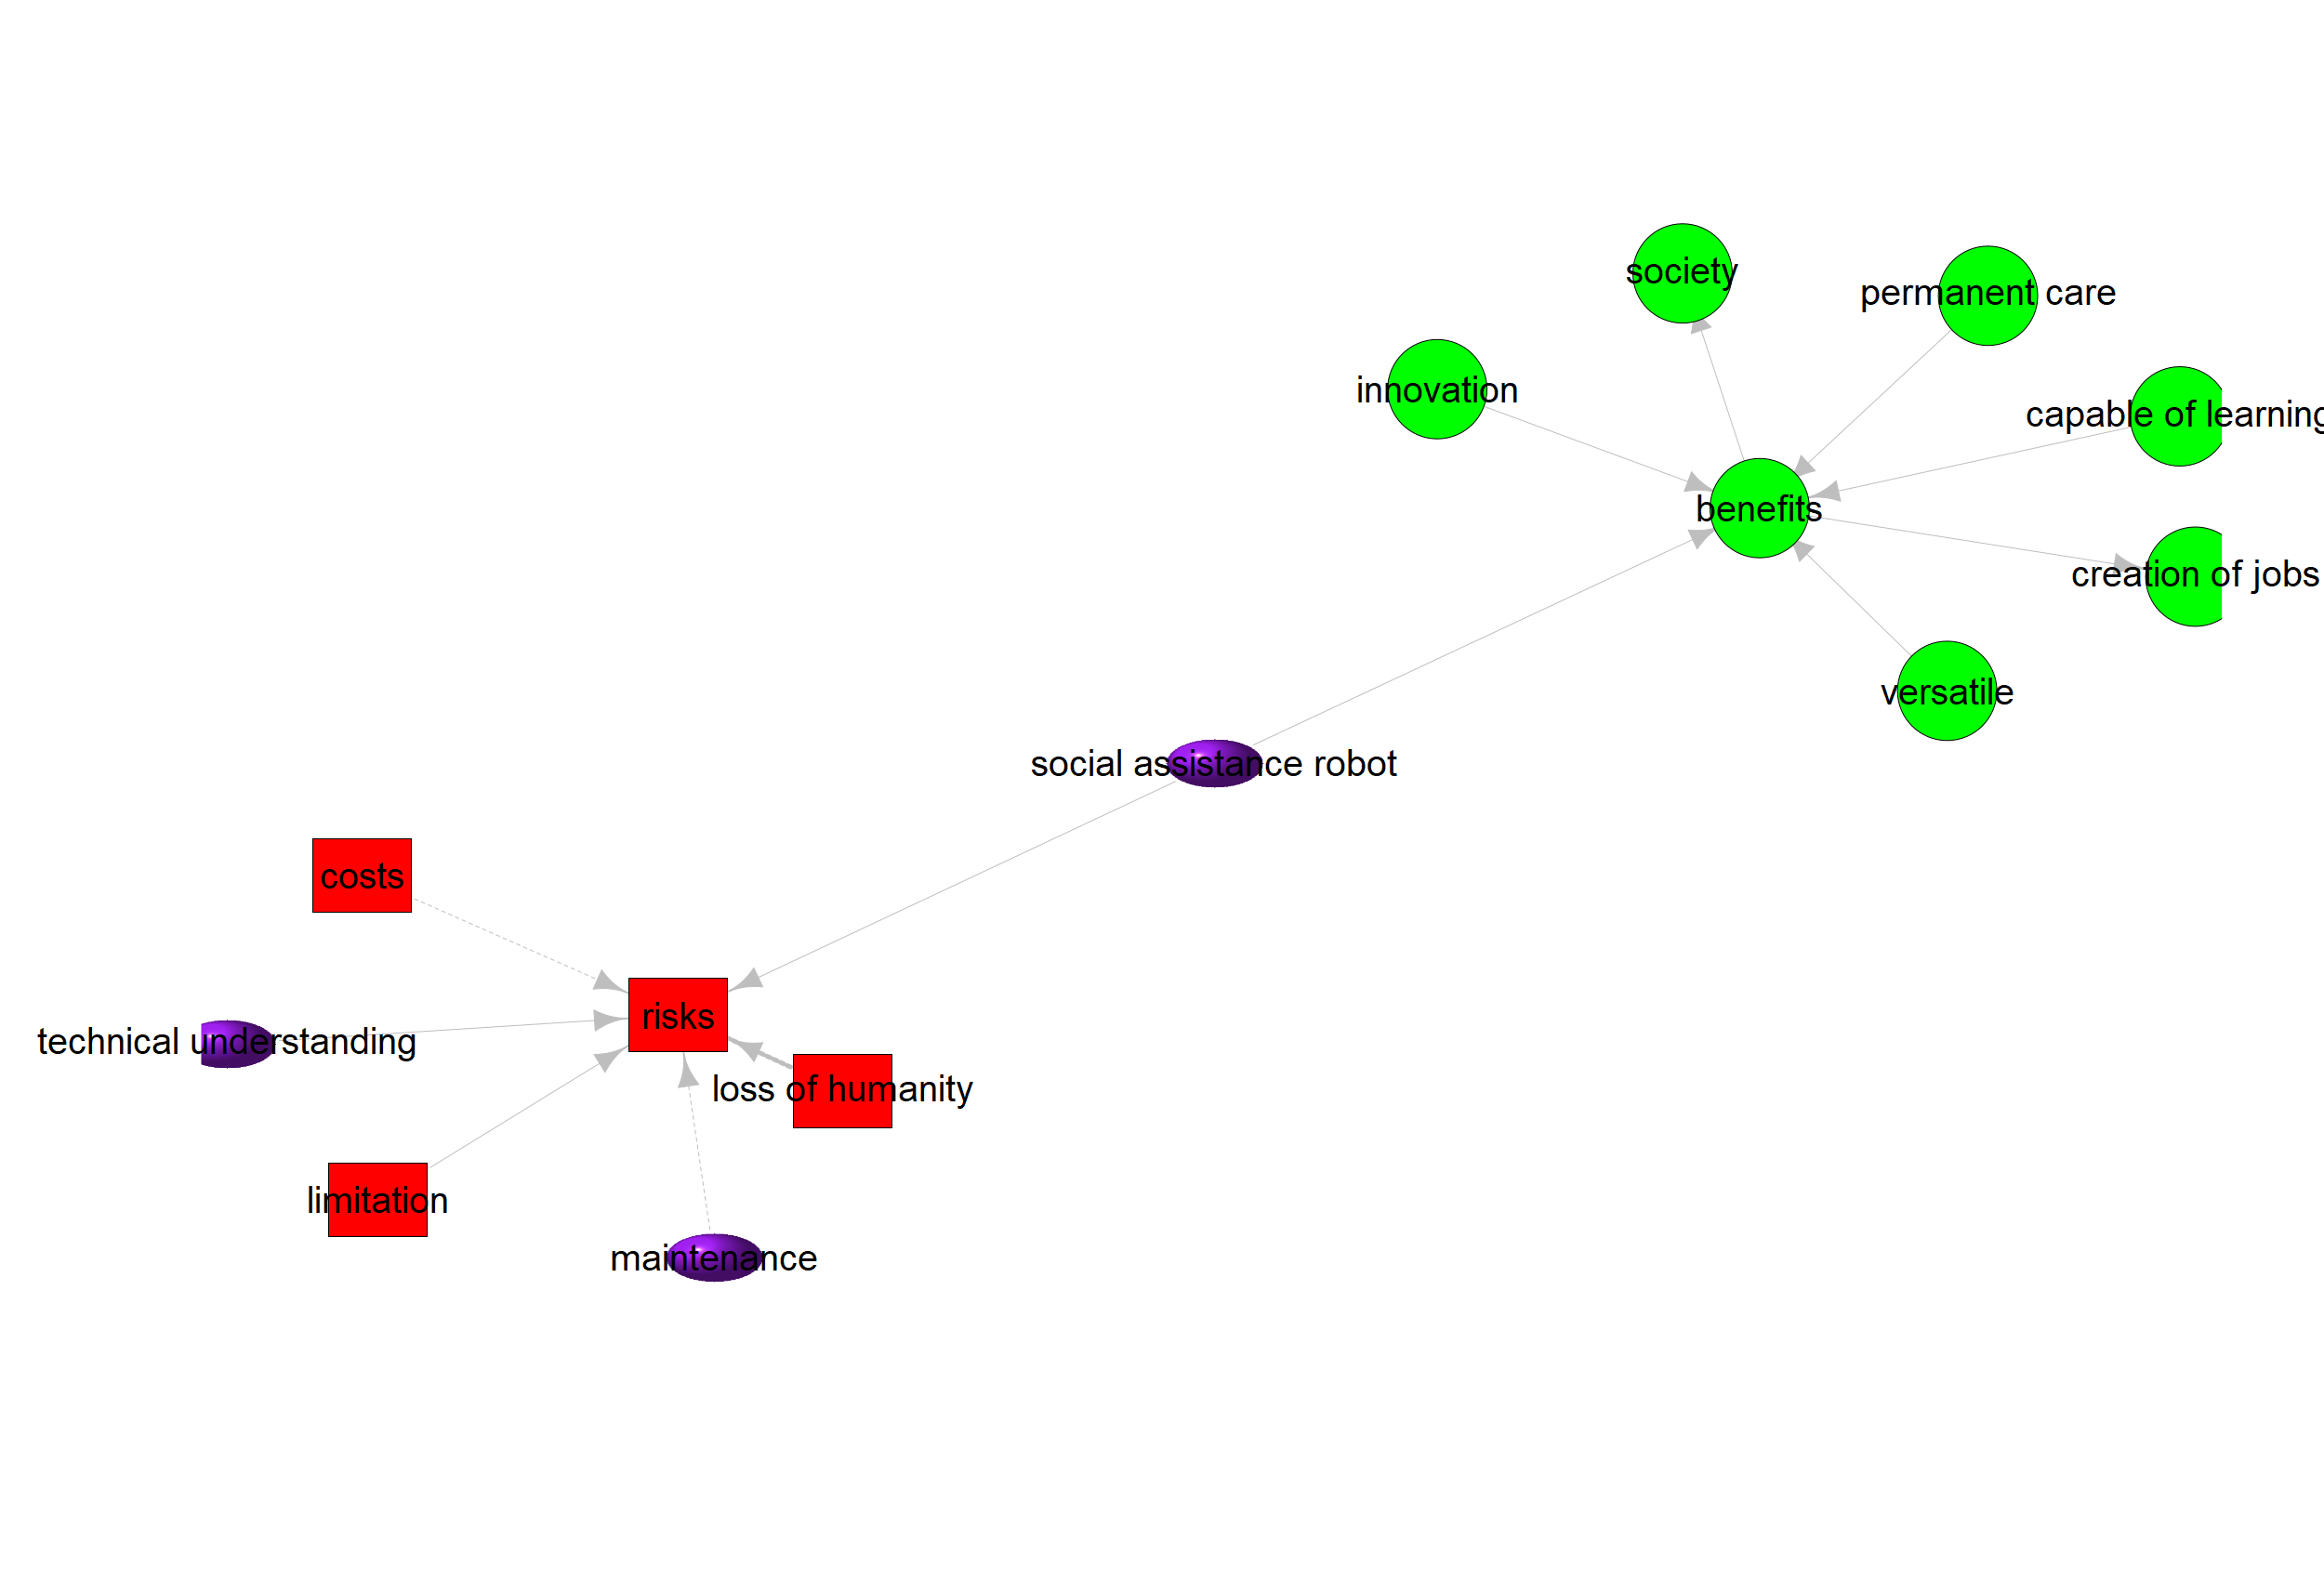 society
permanent care
innovation
capable of learning
benefits
creation of jobs
versatile
social assistance robot
costs
risks
technical understanding
loss of humanity
limitation
maintenance